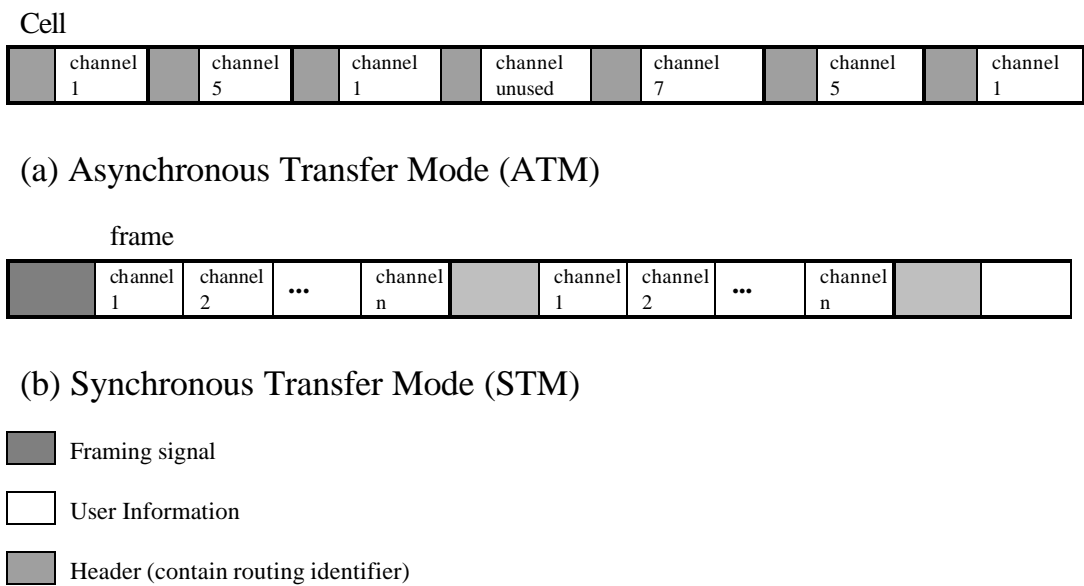 Cell
channel channel channel channel channel channel channel
1 5 1 unused 7 5 1
(a) Asynchronous Transfer Mode (ATM)
frame
channel channel ... channel channel channel ... channel
1 2 n 1 2 n
(b) Synchronous Transfer Mode (STM)
Framing signal
User Information
Header (contain routing identifier)